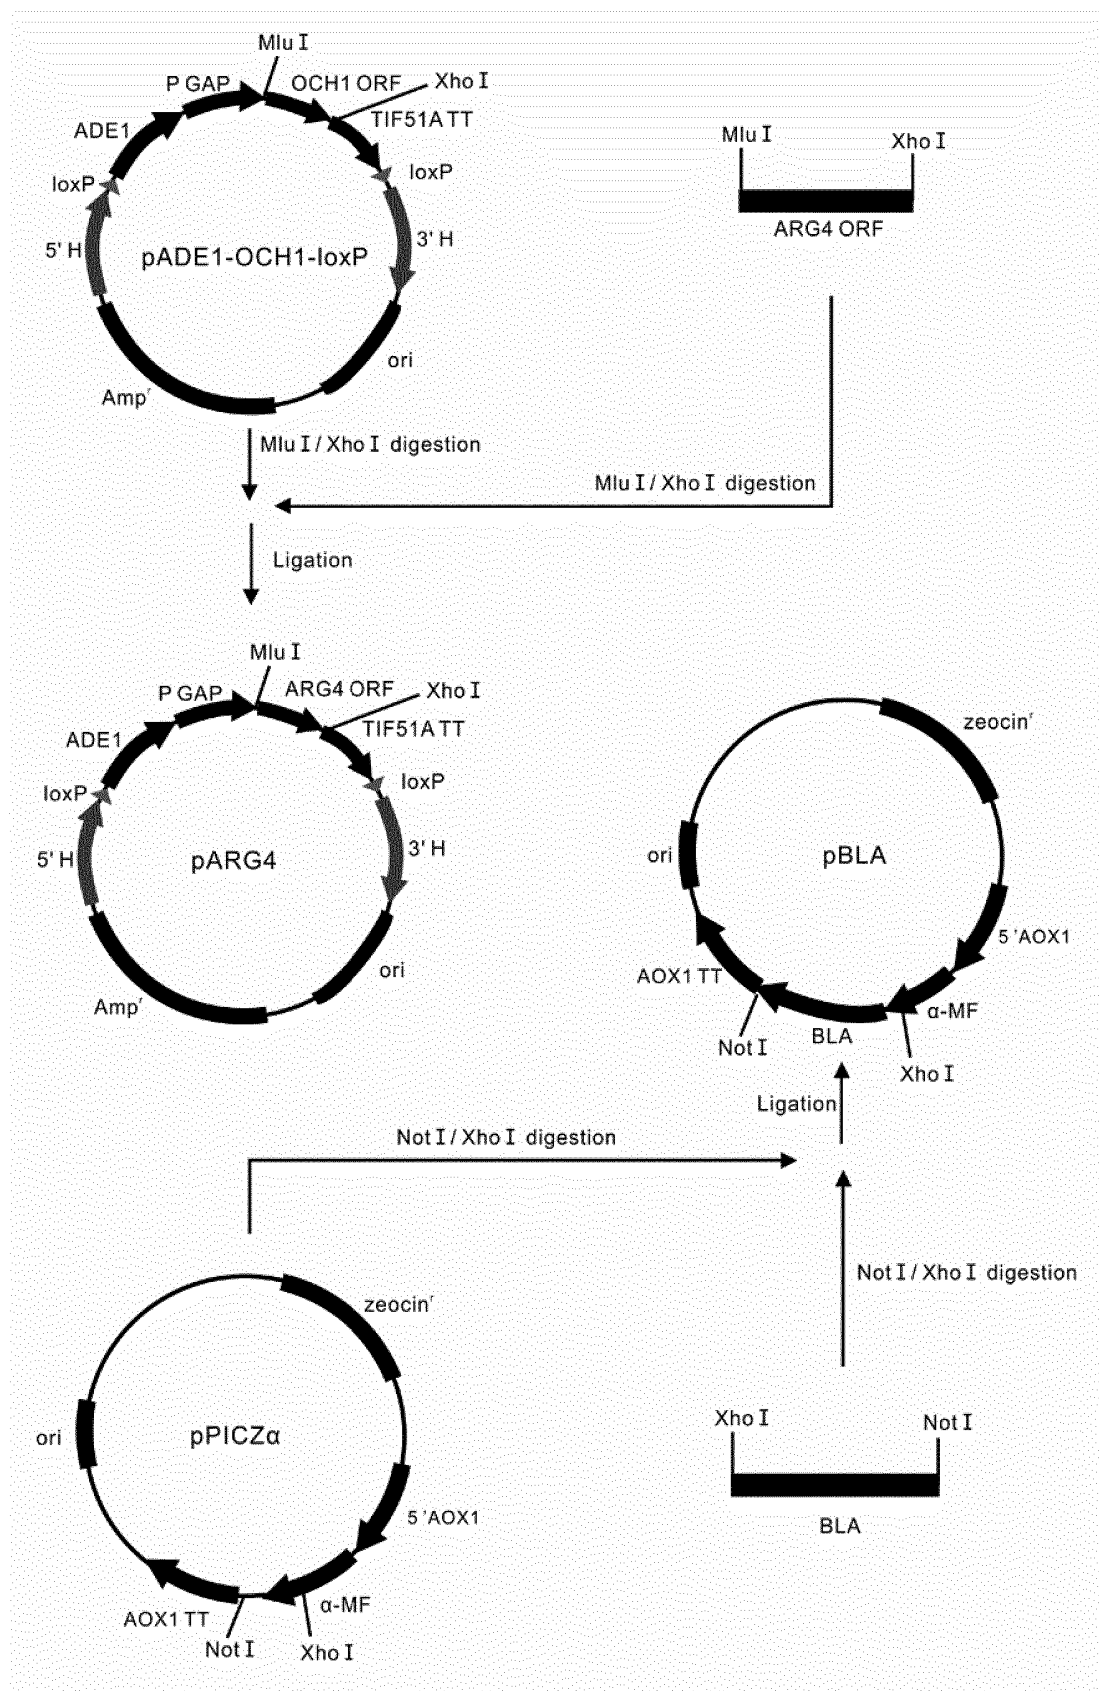 Mlu I
P GAP
OCH1 ORF
Xho I
ADE1
TIF51A TT
loxP
loxP
5' H
3' H
pADE1-OCH1-loxP
ori
Ampʳ
Mlu I
Xho I
ARG4 ORF
Mlu I / Xho I digestion
Mlu I / Xho I digestion
Ligation
Mlu I
P GAP
ARG4 ORF
Xho I
ADE1
TIF51A TT
loxP
loxP
5' H
3' H
pARG4
ori
Ampʳ
zeocinʳ
ori
pBLA
5 'AOX1
AOX1 TT
α-MF
BLA
Not I
Xho I
Ligation
Not I / Xho I digestion
Not I / Xho I digestion
zeocinʳ
ori
pPICZα
5 'AOX1
α-MF
AOX1 TT
Not I
Xho I
Xho I
Not I
BLA